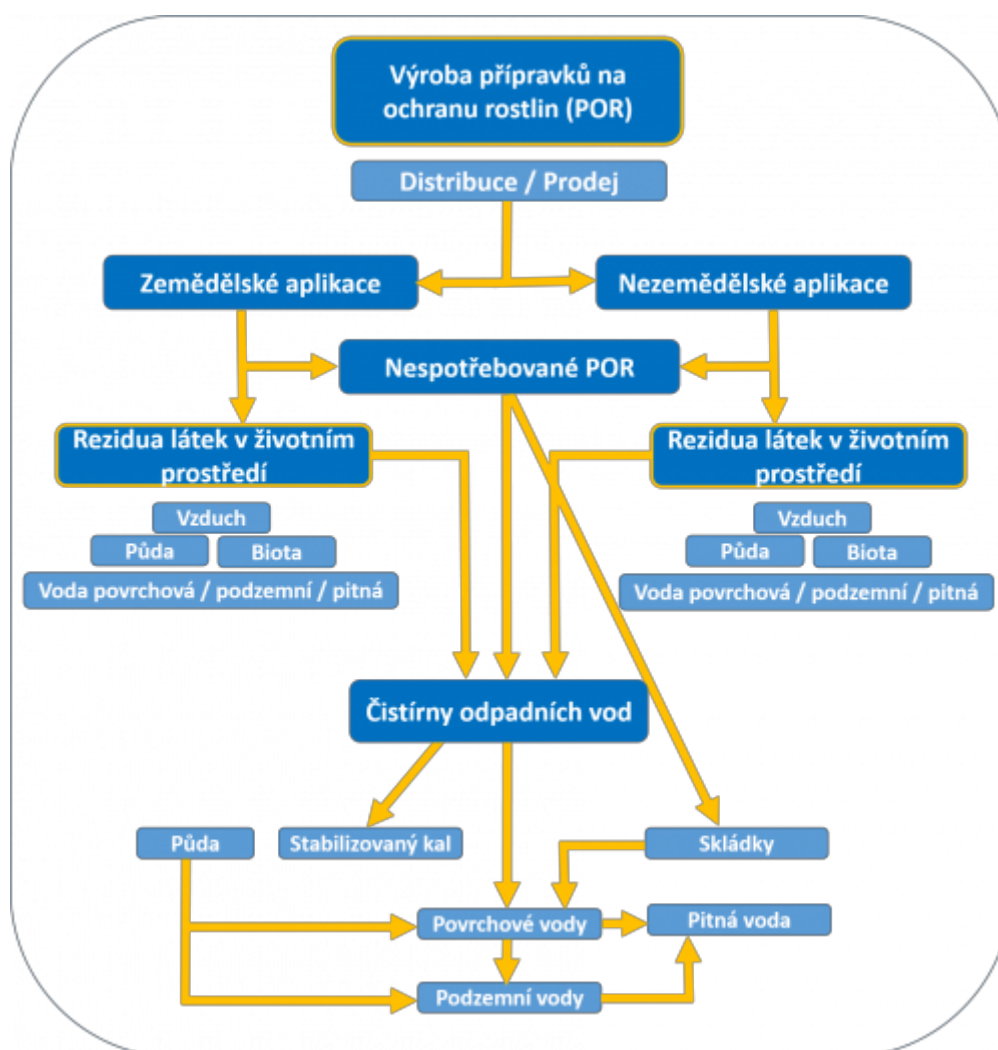 Výroba přípravků na
ochranu rostlin (POR)
Distribuce / Prodej
Zemědělské aplikace
Nezemědělské aplikace
Nespotřebované POR
Rezidua látek v životním
prostředí
Rezidua látek v životním
prostředí
Vzduch
Vzduch
Půda
Biota
Půda
Biota
Voda povrchová / podzemní / pitná
Voda povrchová / podzemní / pitná
Čistírny odpadních vod
Půda
Stabilizovaný kal
Skládky
Povrchové vody
Pitná voda
Podzemní vody